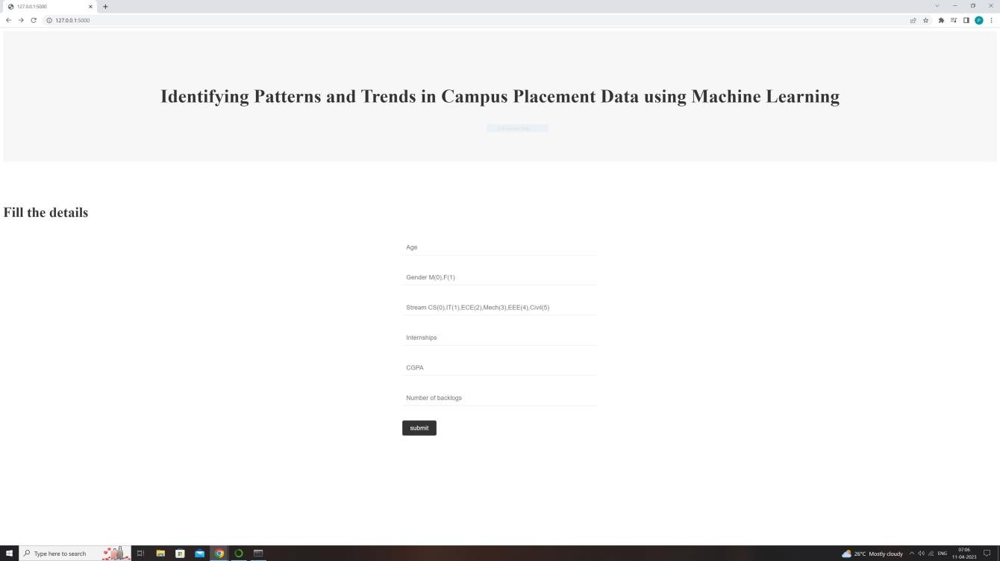 127.0.0.1:5000
127.0.0.1:5000
P
Identifying Patterns and Trends in Campus Placement Data using Machine Learning
Fill the details
Age
Gender M(0),F(1)
Stream CS(0),IT(1),ECE(2),Mech(3),EEE(4),Civil(5)
Internships
CGPA
Number of backlogs
submit
Type here to search
26°C Mostly cloudy
ENG
07:06
11-04-2023